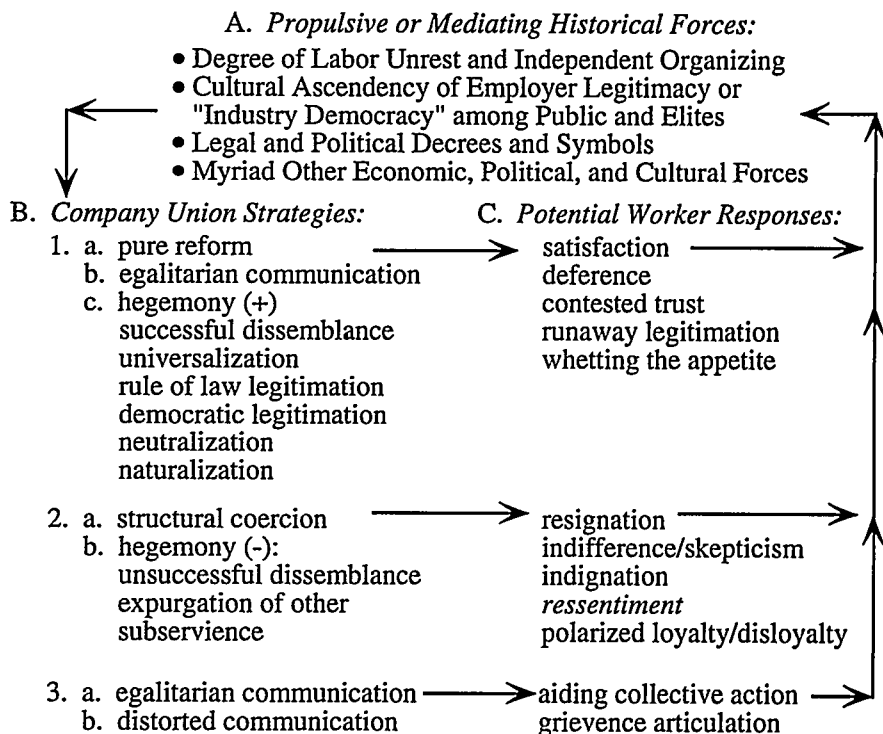 A. Propulsive or Mediating Historical Forces:
• Degree of Labor Unrest and Independent Organizing
• Cultural Ascendency of Employer Legitimacy or
"Industry Democracy" among Public and Elites
• Legal and Political Decrees and Symbols
• Myriad Other Economic, Political, and Cultural Forces
B. Company Union Strategies:
1. a. pure reform
b. egalitarian communication
c. hegemony (+)
successful dissemblance
universalization
rule of law legitimation
democratic legitimation
neutralization
naturalization
2. a. structural coercion
b. hegemony (-):
unsuccessful dissemblance
expurgation of other
subservience
3. a. egalitarian communication
b. distorted communication
C. Potential Worker Responses:
satisfaction
deference
contested trust
runaway legitimation
whetting the appetite
resignation
indifference/skepticism
indignation
ressentiment
polarized loyalty/disloyalty
aiding collective action
grievence articulation